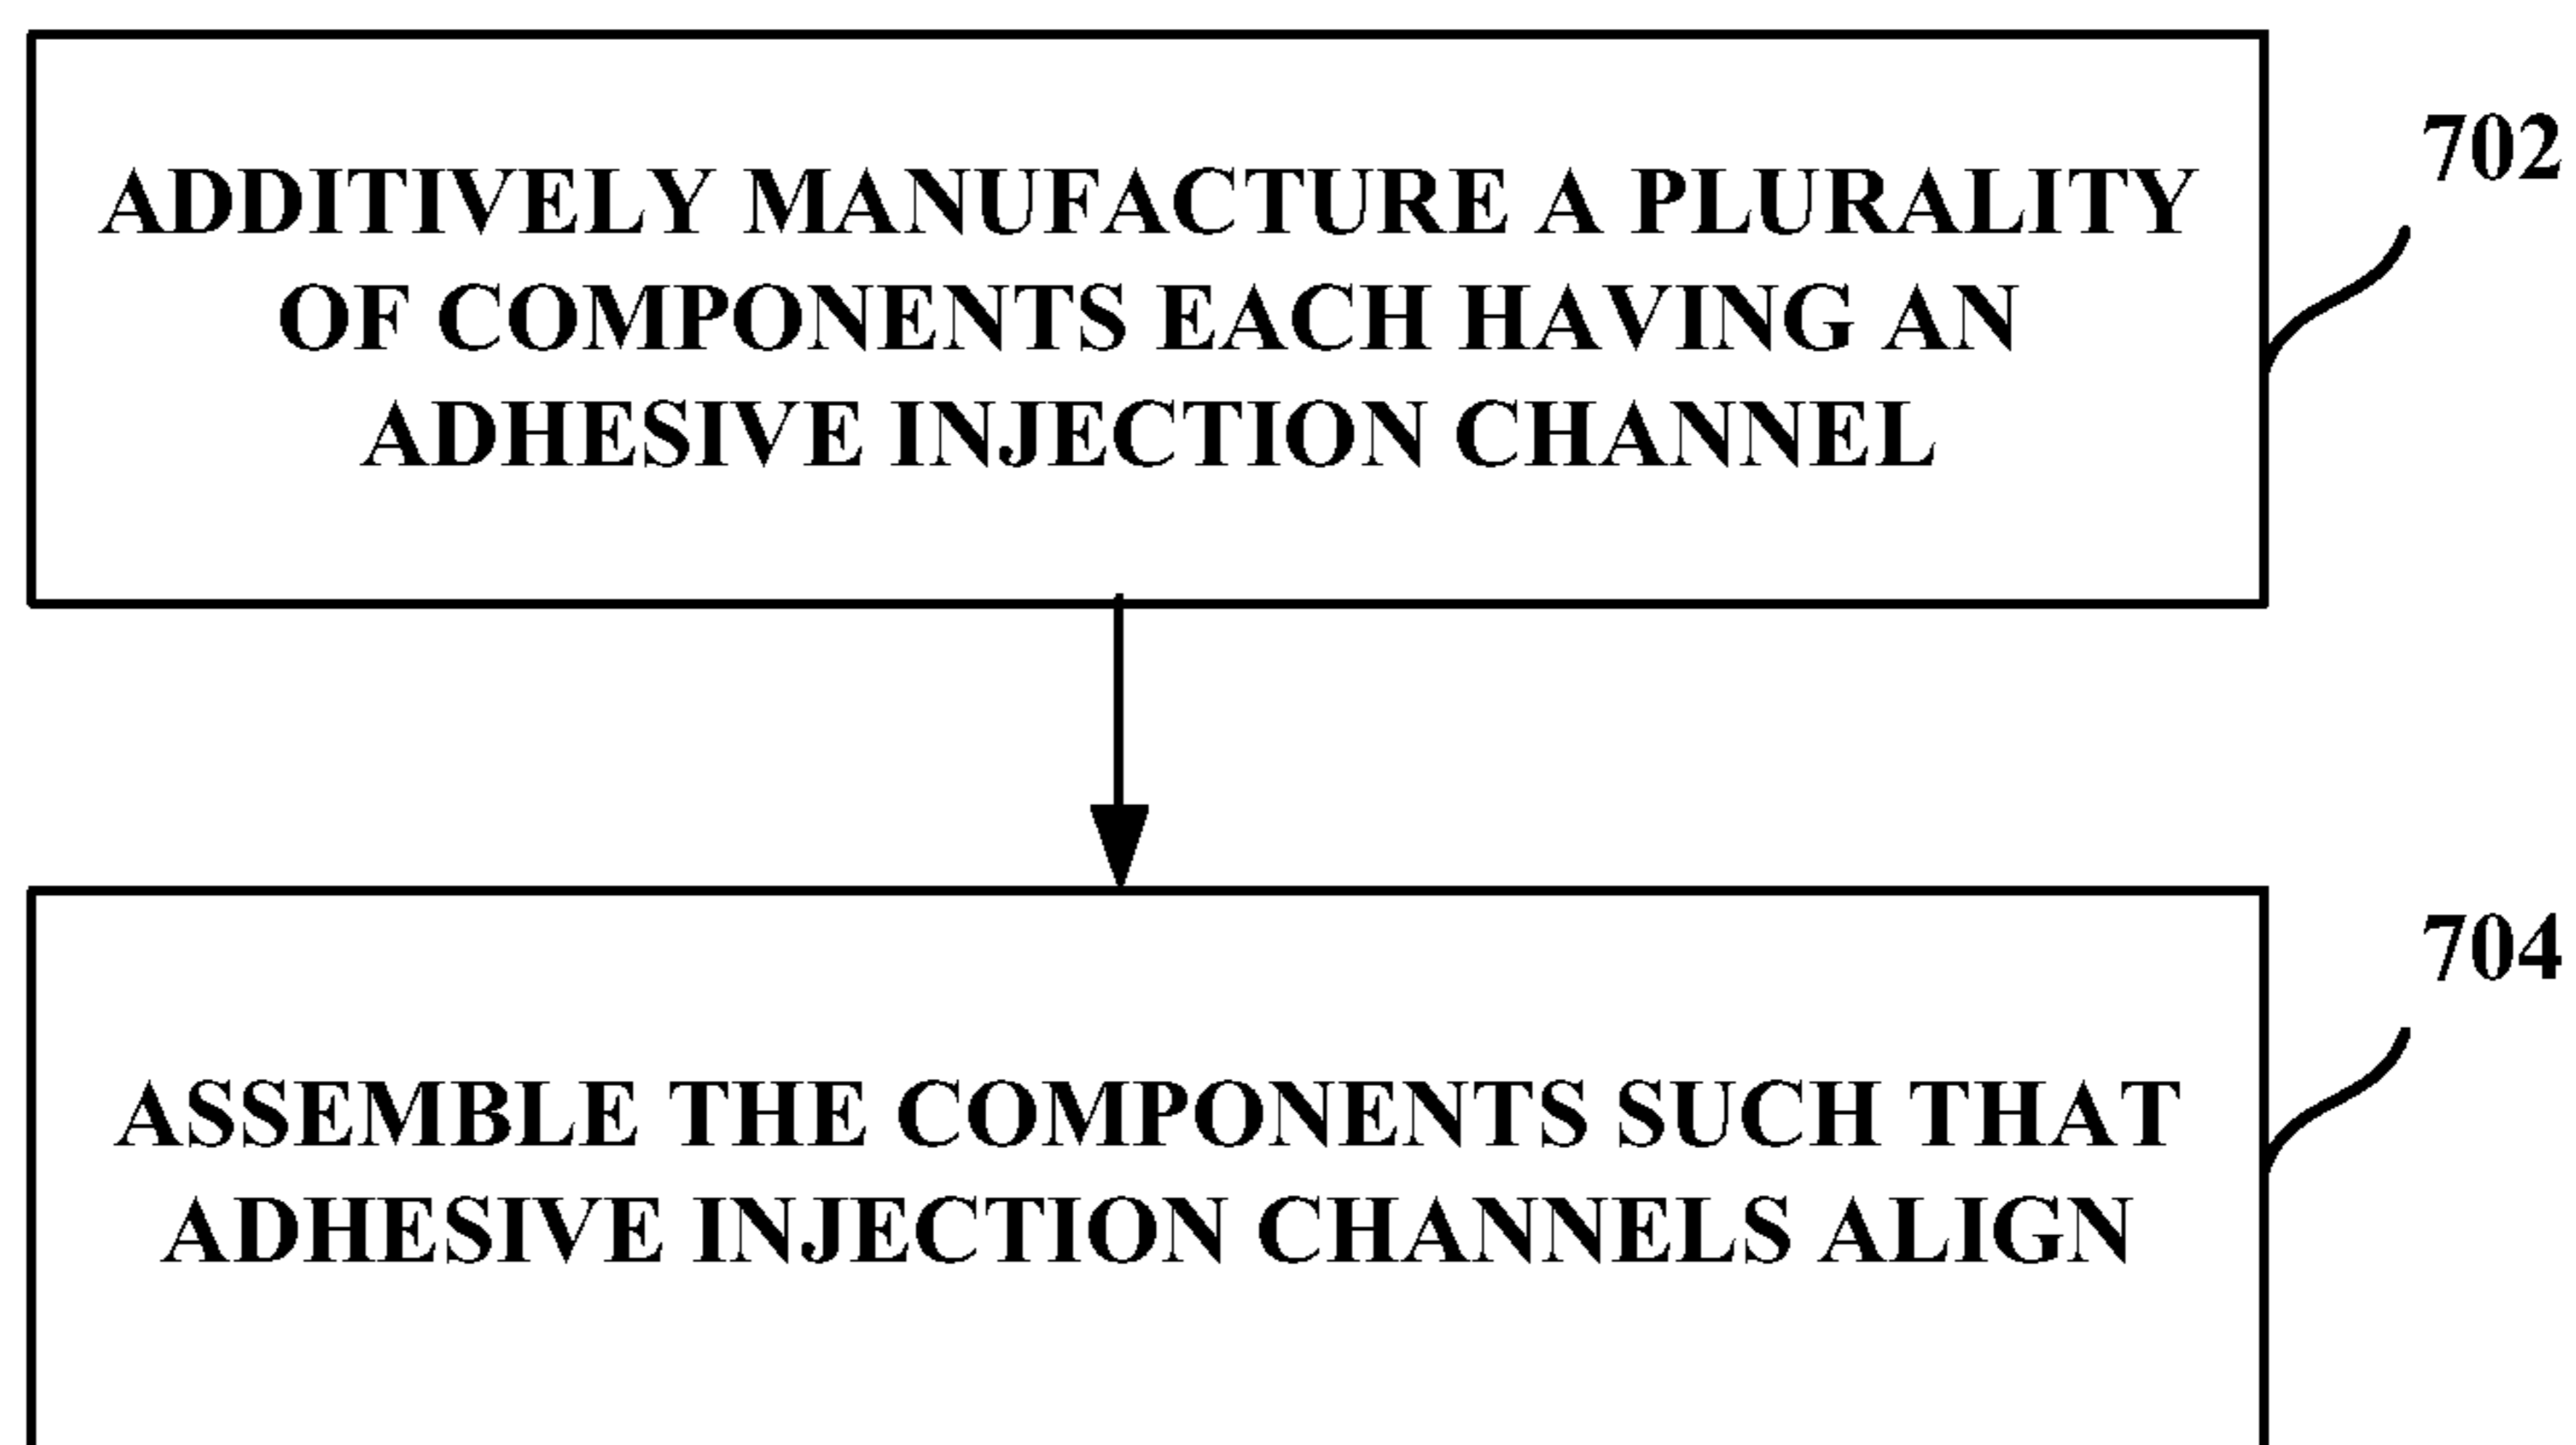 ADDITIVELY MANUFACTURE A PLURALITY
OF COMPONENTS EACH HAVING AN
ADHESIVE INJECTION CHANNEL
702
ASSEMBLE THE COMPONENTS SUCH THAT
ADHESIVE INJECTION CHANNELS ALIGN
704